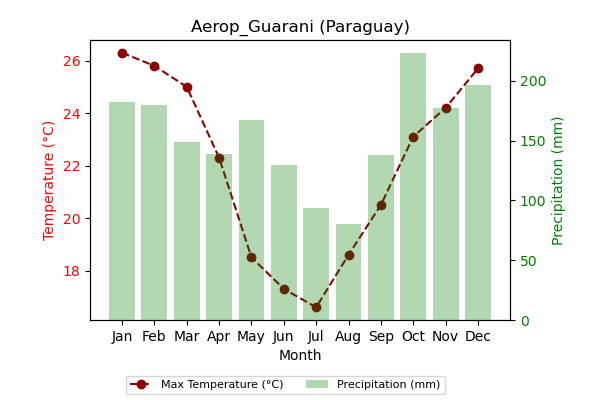 Aerop_Guarani (Paraguay)
Temperature (°C)
26
24
22
20
18
Precipitation (mm)
200
150
100
50
0
Jan Feb Mar Apr May Jun Jul Aug Sep Oct Nov Dec
Month
Max Temperature (°C) Precipitation (mm)